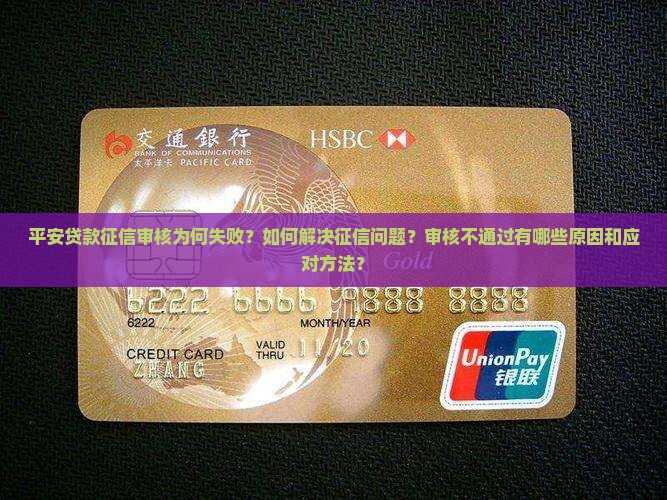 交通銀行
BANK OF COMMUNICATIONS
太平洋卡 PACIFIC CARD
HSBC
平安贷款征信审核为何失败？如何解决征信问题？审核不通过有哪些原因和应
对方法？
Gold
6222 6666 9888 8888
6222
MONTH/YEAR
CREDIT CARD
VALID
THRU
11/20
ZHANG
UnionPay
银联